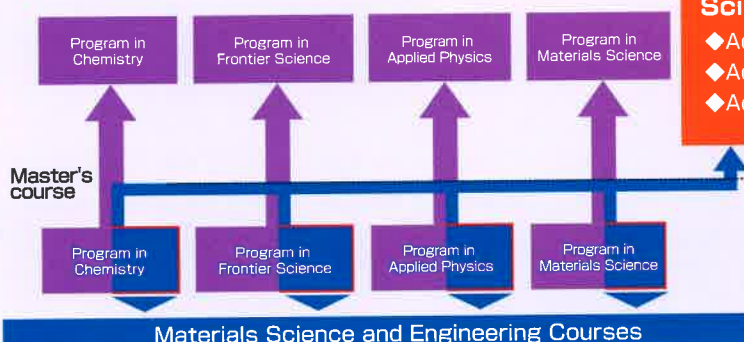 Sci
Program in
Chemistry
Program in
Frontier Science
Program in
Applied Physics
Program in
Materials Science
◆A
◆A
◆A
Master's
course
Program in
Chemistry
Program in
Frontier Science
Program in
Applied Physics
Program in
Materials Science
Materials Science and Engineering Courses